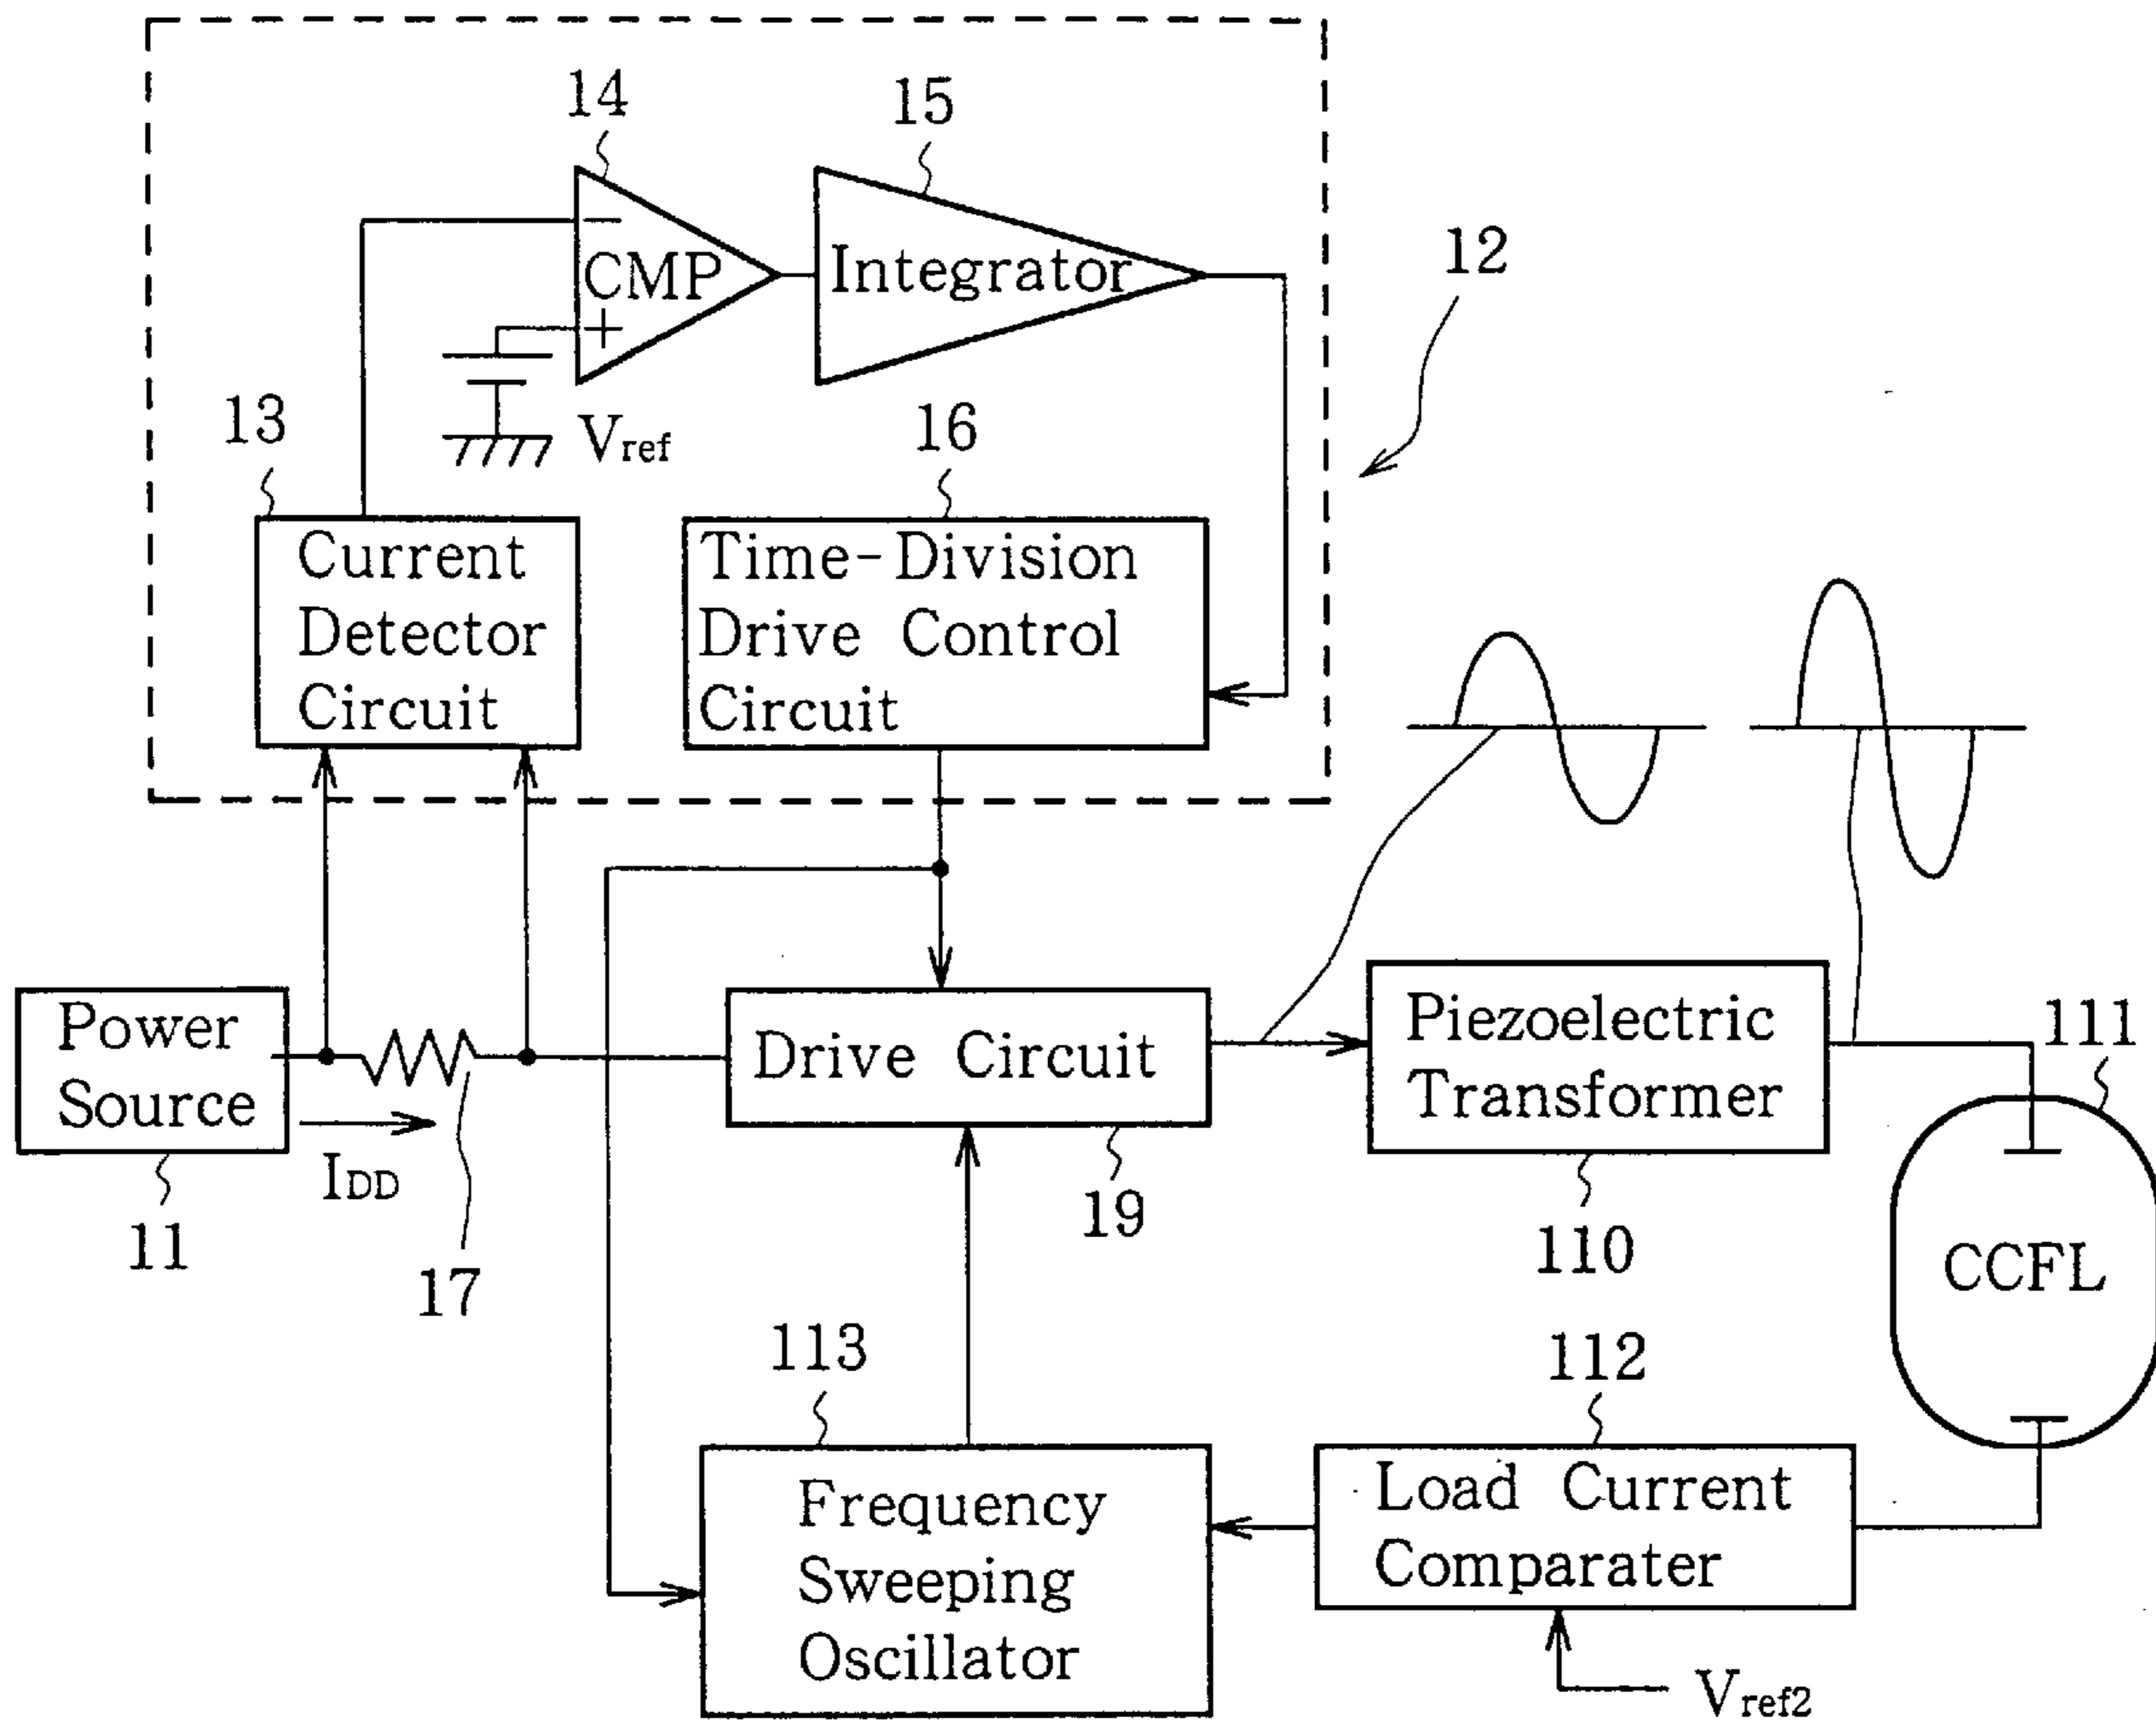 14
15
CMP
Integrator
12
13
Vref
16
Current
Detector
Circuit
Time-Division
Drive Control
Circuit
Power
Source
IDD
11
17
Drive Circuit
19
Piezoelectric
Transformer
110
111
CCFL
113
112
Frequency
Sweeping
Oscillator
Load Current
Comparater
Vref2